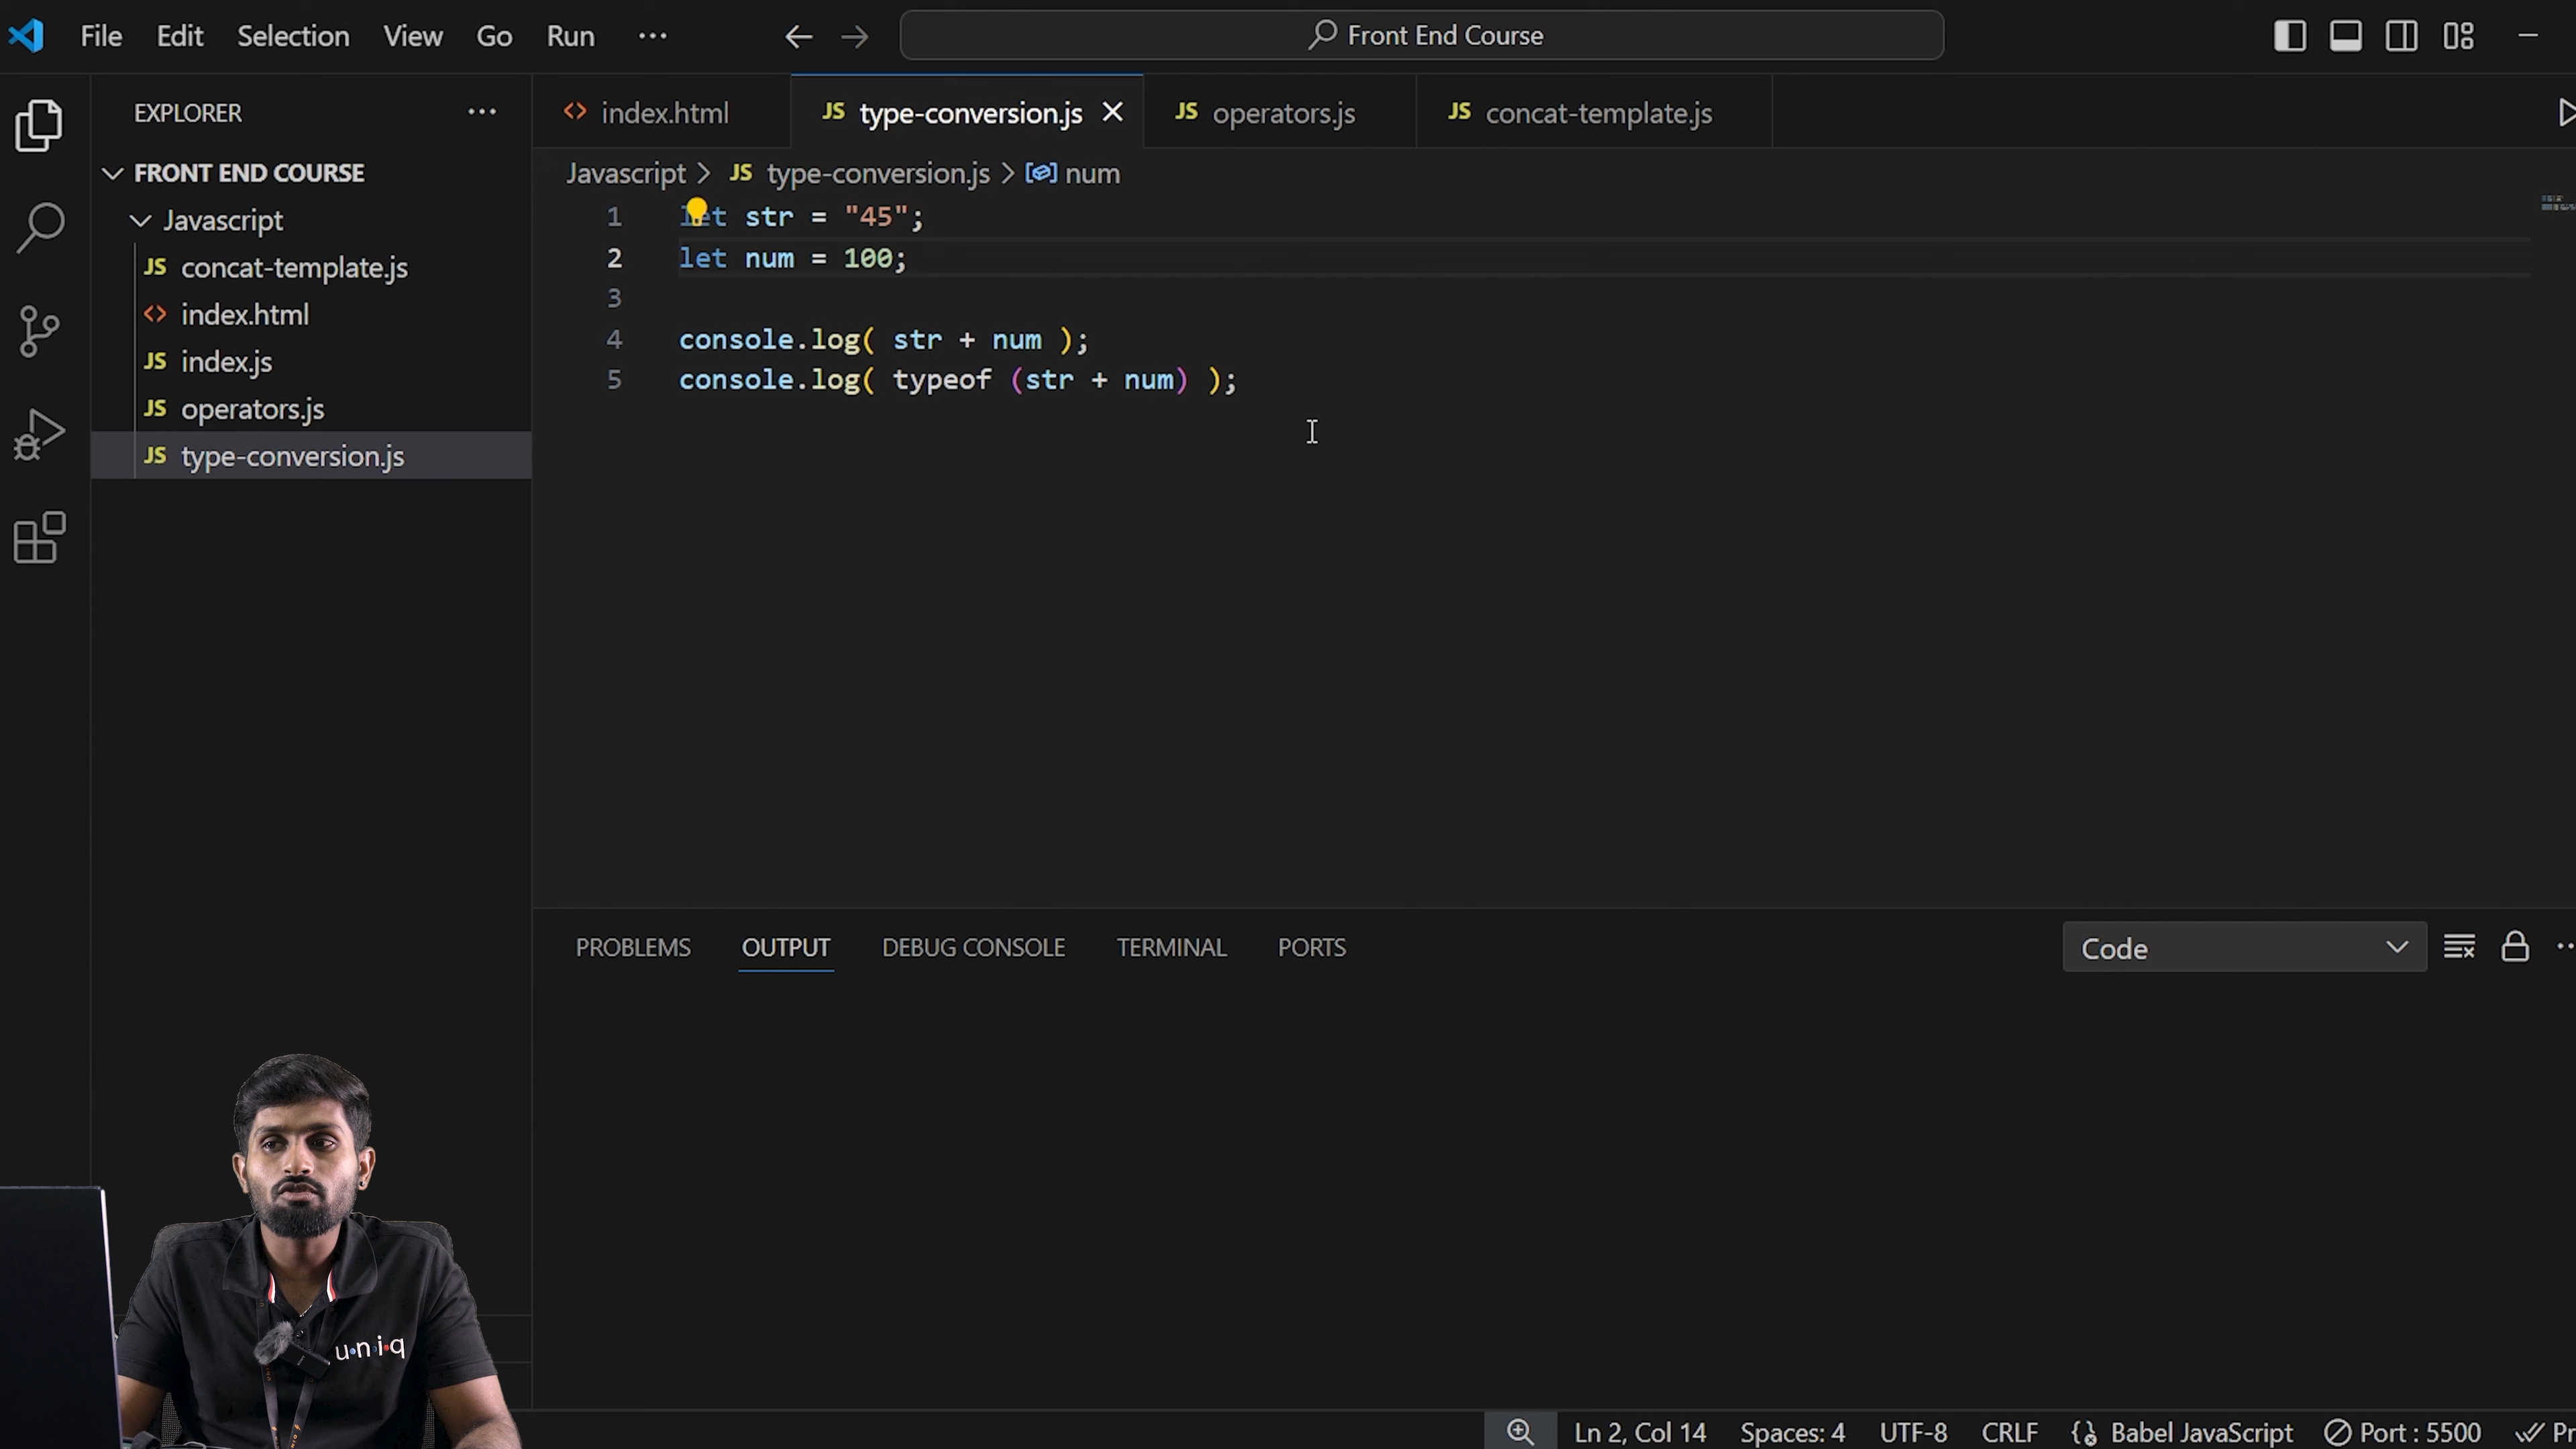 File Edit Selection View Go Run ··· Front End Course
EXPLORER ···
index.html
JS type-conversion.js
JS operators.js
JS concat-template.js
FRONT END COURSE
Javascript
JS concat-template.js
index.html
JS index.js
JS operators.js
JS type-conversion.js
Javascript > JS type-conversion.js > num
1 let str = "45";
2 let num = 100;
3
4 console.log( str + num );
5 console.log( typeof (str + num) );
PROBLEMS OUTPUT DEBUG CONSOLE TERMINAL PORTS Code
u·n·i·q
Ln 2, Col 14 Spaces: 4 UTF-8 CRLF Babel JavaScript Port : 5500